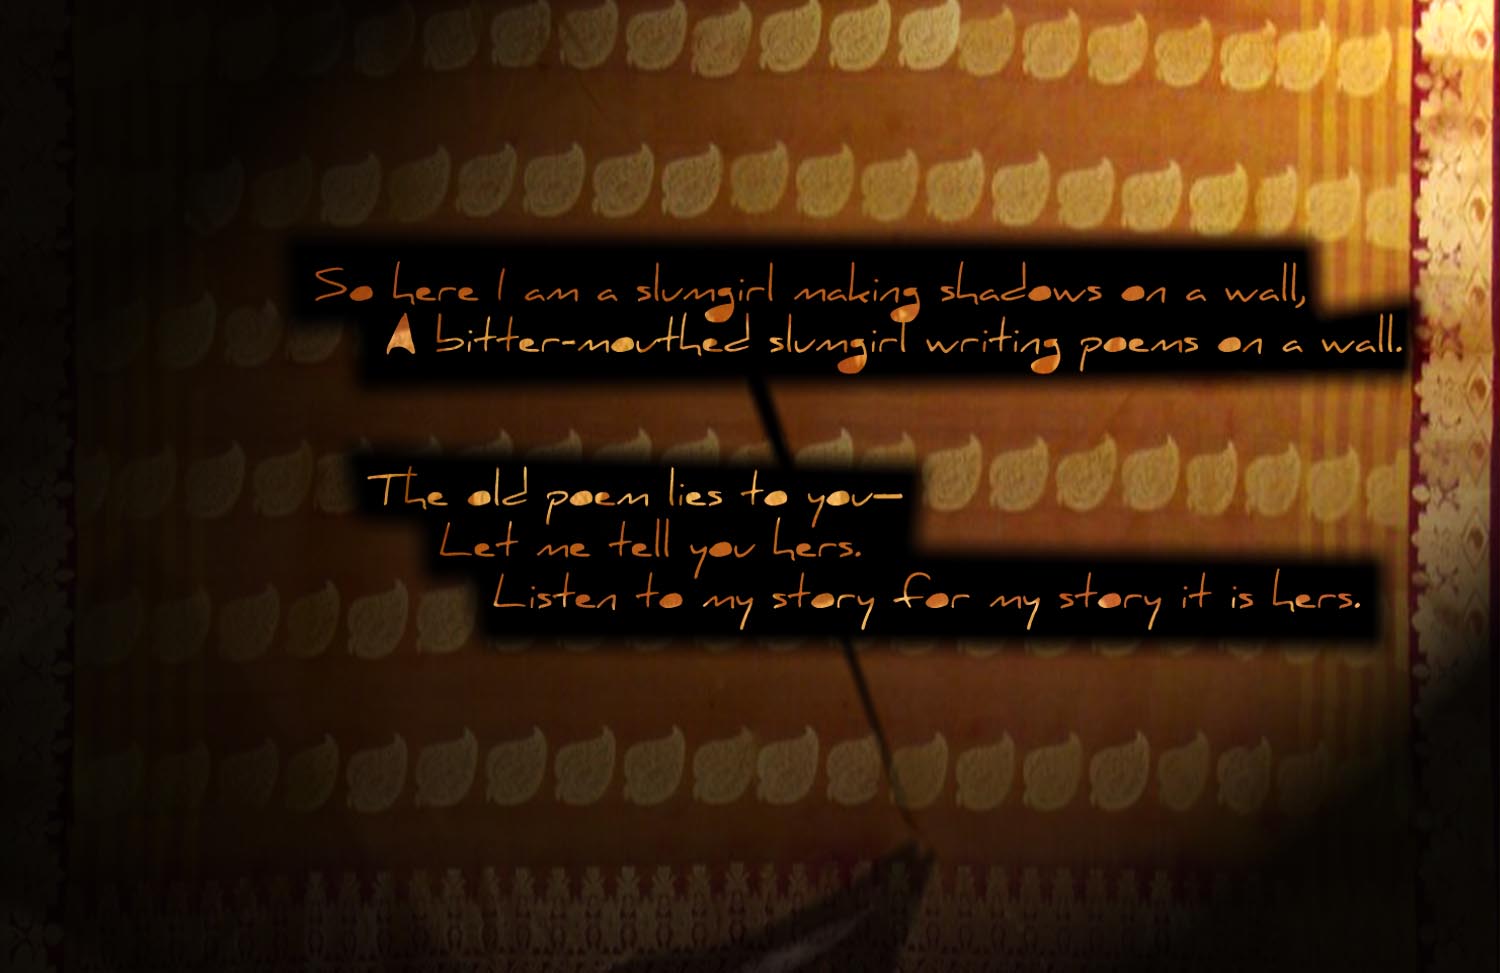 So here I am a slumgirl making shadows on a wall,
A bitter-mouthed slumgirl writing poems on a wall.
The old poem lies to you—
Let me tell you hers.
Listen to my story for my story it is hers.